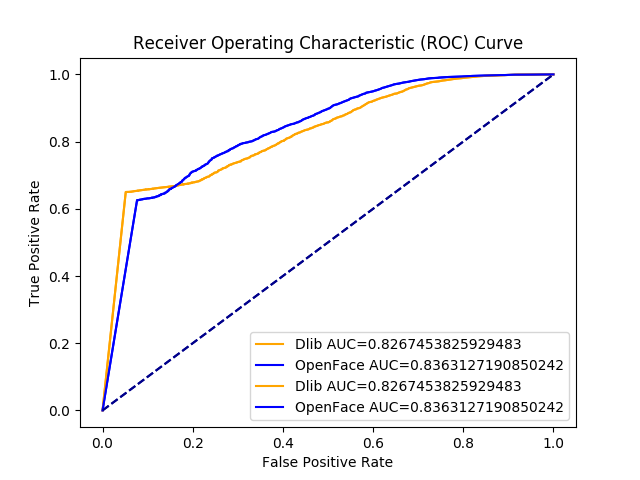 Receiver Operating Characteristic (ROC) Curve
True Positive Rate
1.0
0.8
0.6
0.4
0.2
0.0
Dlib AUC=0.8267453825929483
OpenFace AUC=0.8363127190850242
Dlib AUC=0.8267453825929483
OpenFace AUC=0.8363127190850242
0.0 0.2 0.4 0.6 0.8 1.0
False Positive Rate